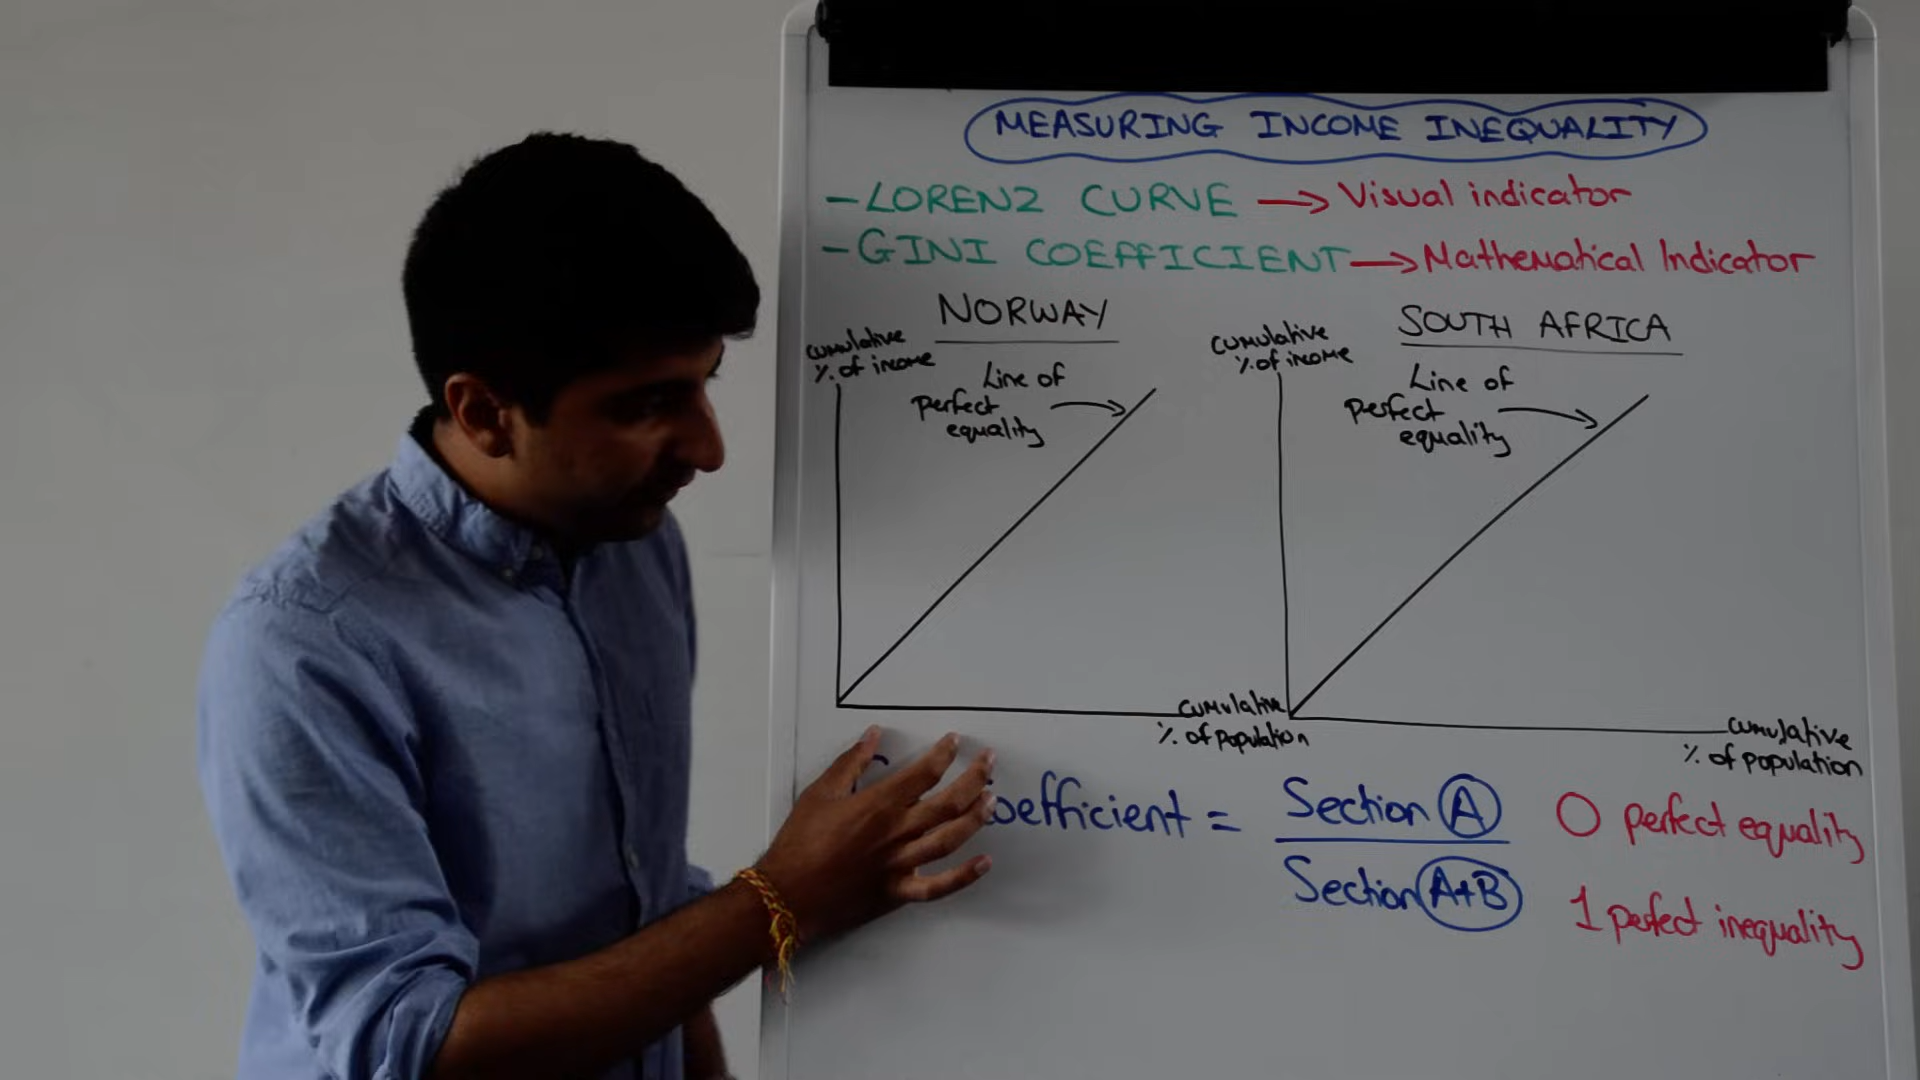 MEASURING INCOME INEQUALITY
- LORENZ CURVE → Visual indicator
- GINI COEFFICIENT → Mathematical Indicator
NORWAY
cumulative
% of income
Line of
perfect
equality
cumulative
% of population
SOUTH AFRICA
cumulative
% of income
Line of
perfect
equality
cumulative
% of population
oefficient = Section A
Section A+B
0 perfect equality
1 perfect inequality